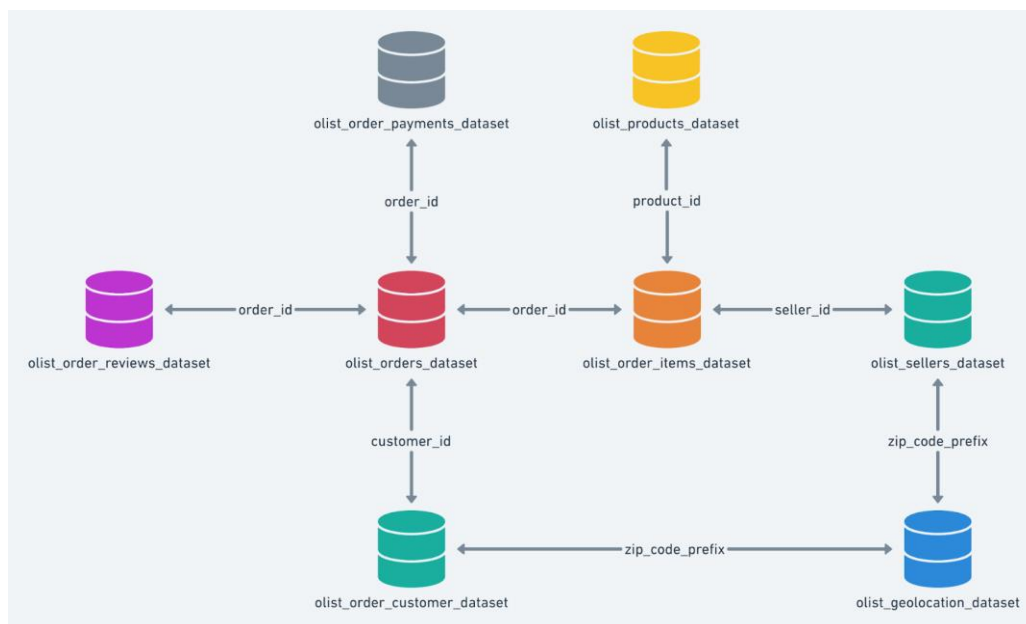 olist_order_payments_dataset
olist_products_dataset
order_id
product_id
order_id
order_id
seller_id
olist_order_reviews_dataset
olist_orders_dataset
olist_order_items_dataset
olist_sellers_dataset
customer_id
zip_code_prefix
zip_code_prefix
olist_order_customer_dataset
olist_geolocation_dataset